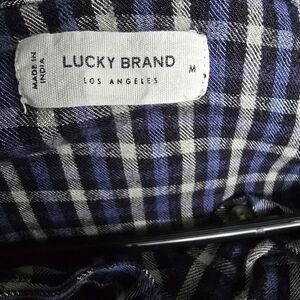 LUCKY BRAND
LOS ANGELES
M
MADE IN
INDIA